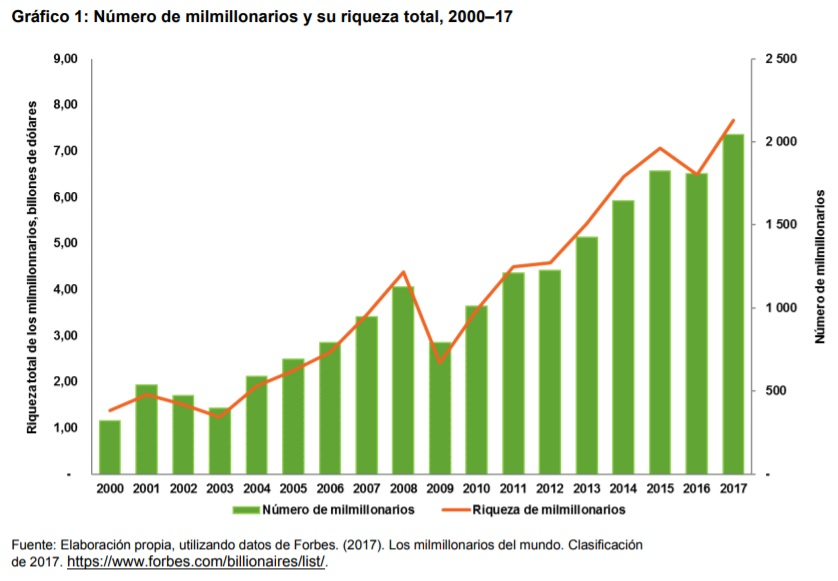 Gráfico 1: Número de milmillonarios y su riqueza total, 2000–17
Riqueza total de los milmillonnarios, billones de dóiares
9,00
8,00
7,00
6,00
5,00
4,00
3,00
2,00
1,00
-
2 500
2 000
1 500
1 000
500
-
Número de milmillonarios
2000 2001 2002 2003 2004 2005 2006 2007 2008 2009 2010 2011 2012 2013 2014 2015 2016 2017
Número de milmillonarios Riqueza de milmillonarios
Fuente: Elaboración propia, utilizando datos de Forbes. (2017). Los milmillonarios del mundo. Clasificación
de 2017. https://www.forbes.com/billionaires/list/.